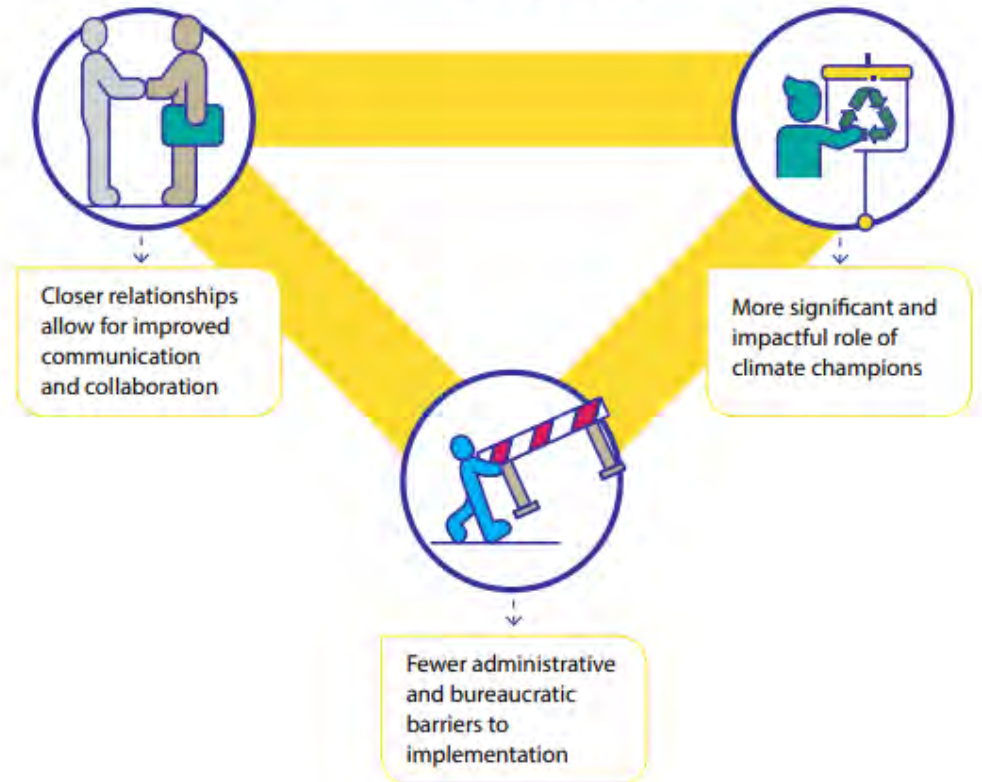 Closer relationships
allow for improved
communication
and collaboration
More significant and
impactful role of
climate champions
Fewer administrative
and bureaucratic
barriers to
implementation